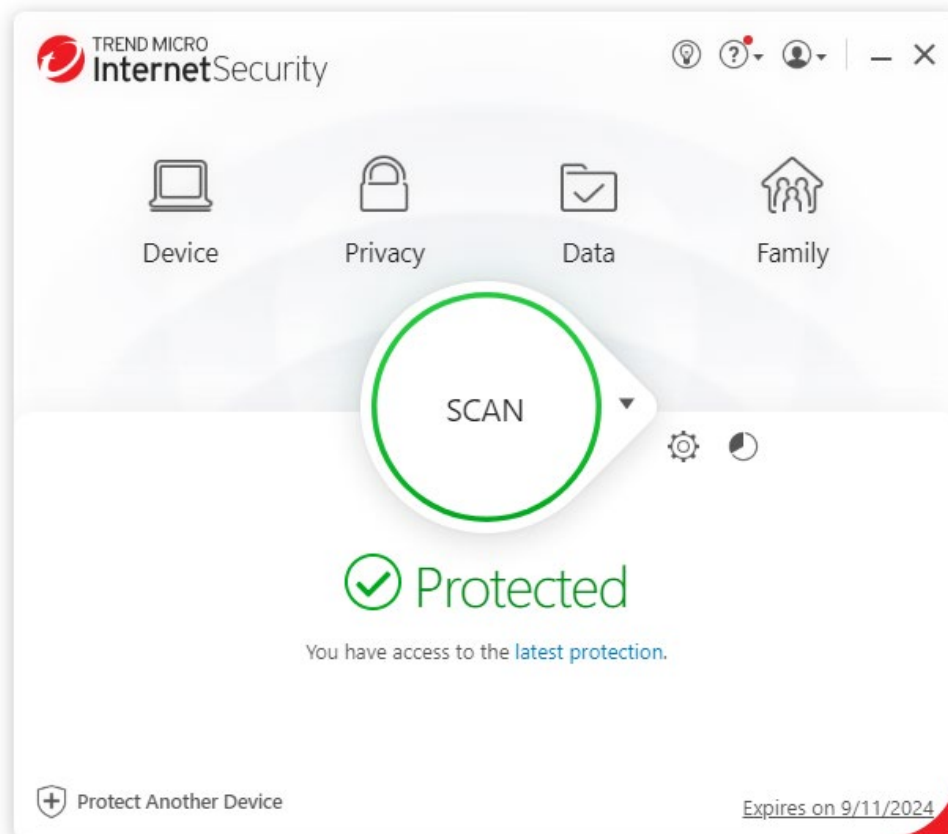 TREND MICRO
InternetSecurity
Device Privacy Data Family
SCAN
Protected
You have access to the latest protection.
Protect Another Device
Expires on 9/11/2024